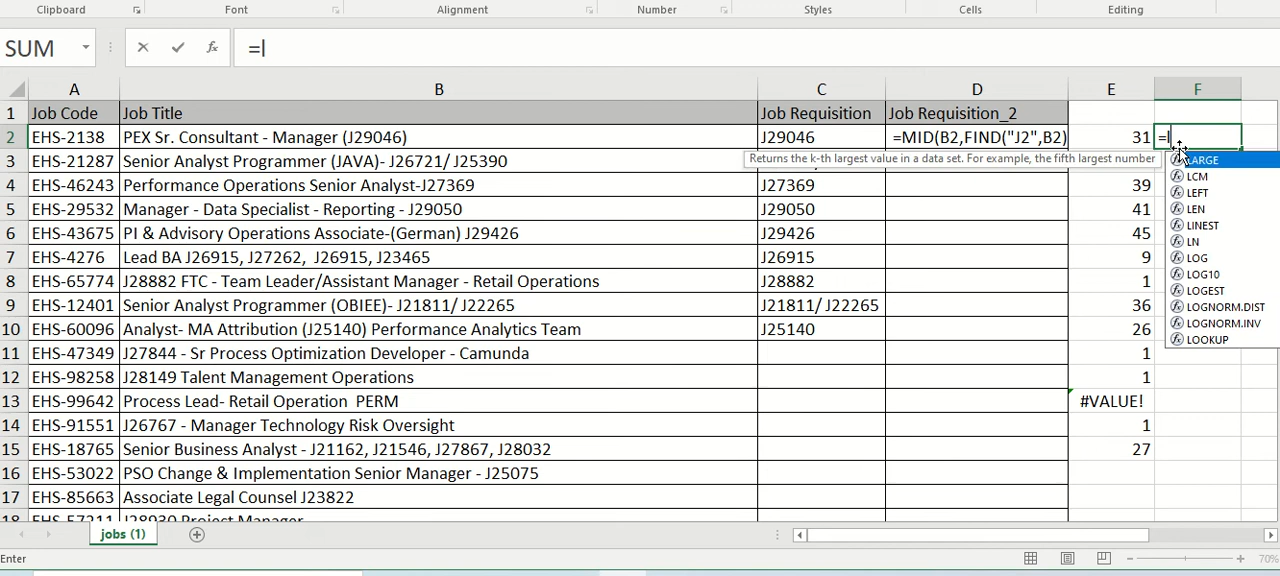 Clipboard Font Alignment Number Styles Cells Editing
SUM =l
A B C D E F
1 Job Code Job Title Job Requisition Job Requisition_2
2 EHS-2138 PEX Sr. Consultant - Manager (J29046) J29046 =MID(B2,FIND("J2",B2) 31 =l
Returns the k-th largest value in a data set. For example, the fifth largest number
LARGE
3 EHS-21287 Senior Analyst Programmer (JAVA)- J26721/ J25390
LCM
4 EHS-46243 Performance Operations Senior Analyst-J27369 J27369 39
LEFT
5 EHS-29532 Manager - Data Specialist - Reporting - J29050 J29050 41
LEN
6 EHS-43675 PI & Advisory Operations Associate-(German) J29426 J29426 45
LINEST
LN
7 EHS-4276 Lead BA J26915, J27262,  J26915, J23465 J26915 9
LOG
8 EHS-65774 J28882 FTC - Team Leader/Assistant Manager - Retail Operations J28882 1
LOG10
LOGEST
9 EHS-12401 Senior Analyst Programmer (OBIEE)- J21811/ J22265 J21811/ J22265 36
LOGNORM.DIST
10 EHS-60096 Analyst- MA Attribution (J25140) Performance Analytics Team J25140 26
LOGNORM.INV
LOOKUP
11 EHS-47349 J27844 - Sr Process Optimization Developer - Camunda 1
12 EHS-98258 J28149 Talent Management Operations 1
13 EHS-99642 Process Lead- Retail Operation  PERM #VALUE!
14 EHS-91551 J26767 - Manager Technology Risk Oversight 1
15 EHS-18765 Senior Business Analyst - J21162, J21546, J27867, J28032 27
16 EHS-53022 PSO Change & Implementation Senior Manager - J25075
17 EHS-85663 Associate Legal Counsel J23822
18 EHS-57211 J28930 Project Manager
jobs (1)
Enter 70%